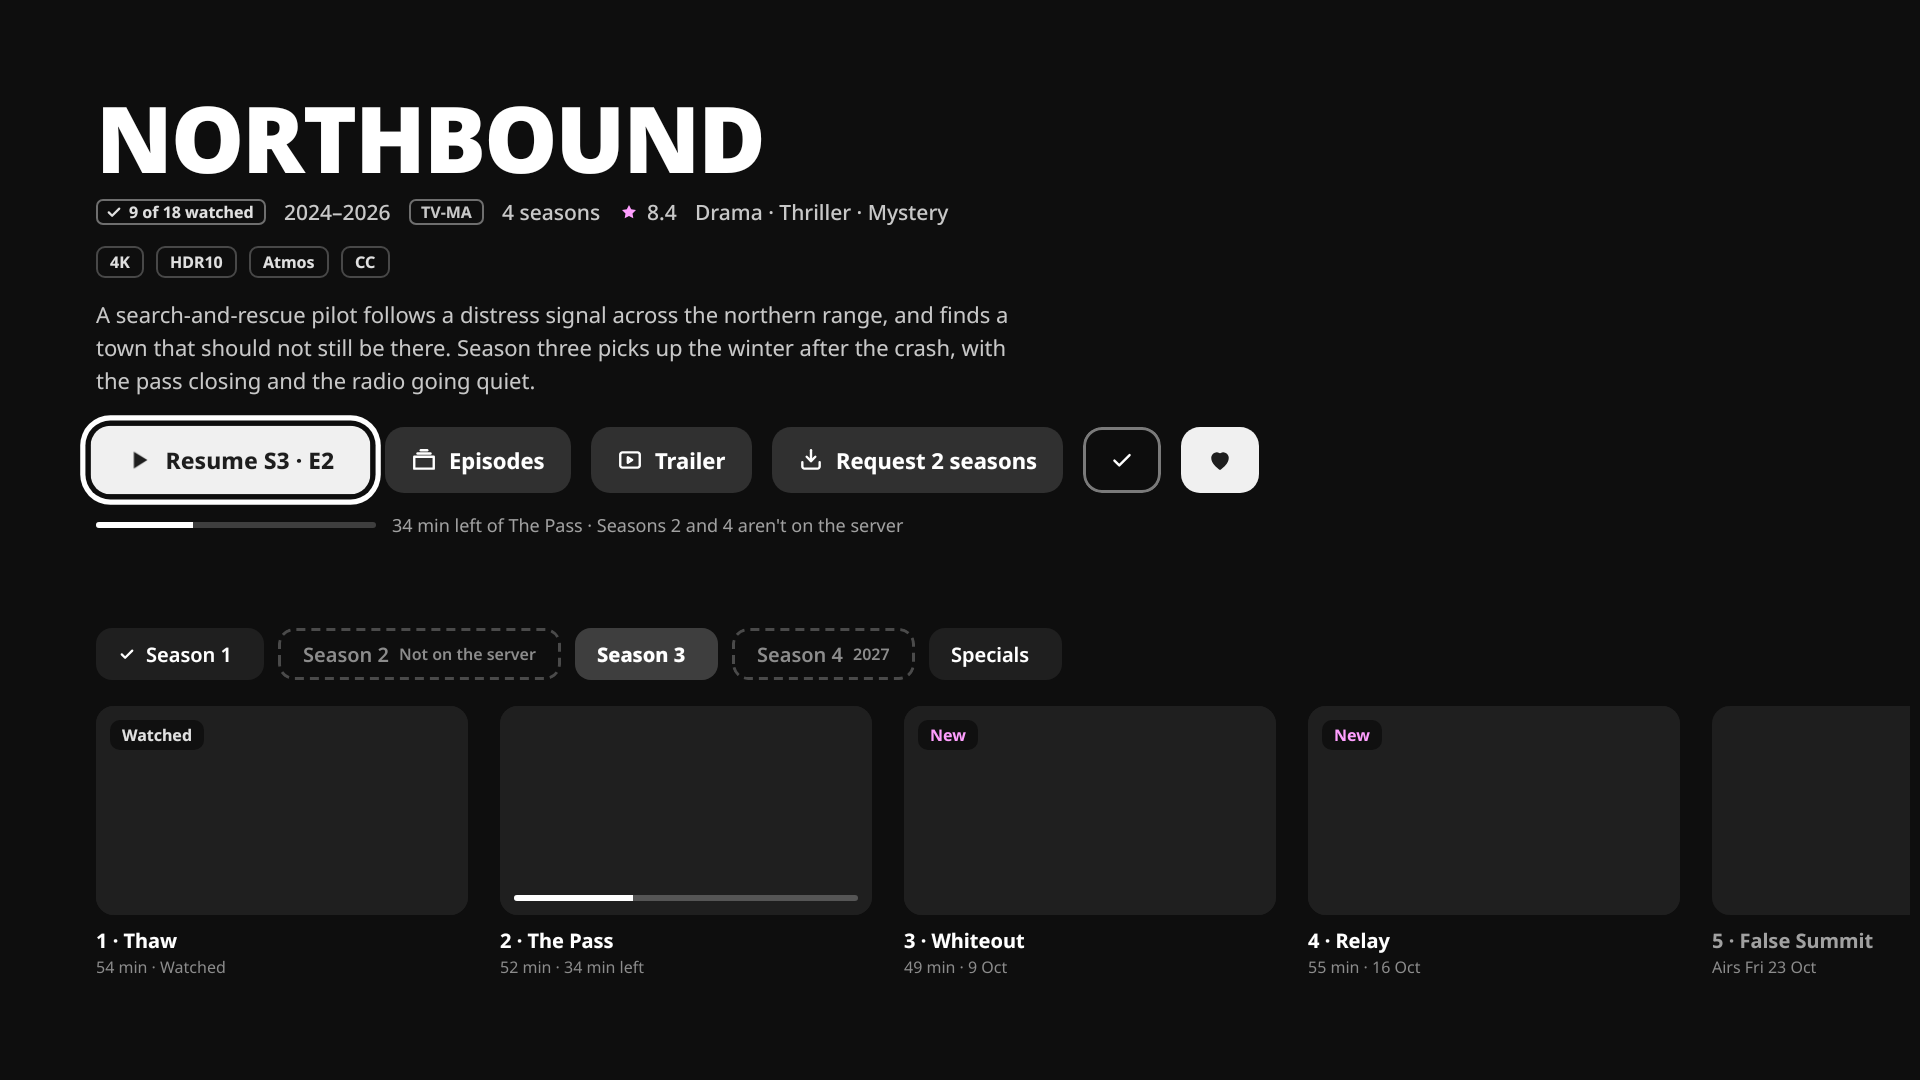 NORTHBOUND
9 of 18 watched 2024–2026 TV-MA 4 seasons 8.4 Drama · Thriller · Mystery
4K HDR10 Atmos CC
A search-and-rescue pilot follows a distress signal across the northern range, and finds a
town that should not still be there. Season three picks up the winter after the crash, with
the pass closing and the radio going quiet.
Resume S3 · E2 Episodes Trailer Request 2 seasons
34 min left of The Pass · Seasons 2 and 4 aren't on the server
Season 1 Season 2 Not on the server Season 3 Season 4 2027 Specials
Watched New New
1 · Thaw 2 · The Pass 3 · Whiteout 4 · Relay 5 · False Summit
54 min · Watched 52 min · 34 min left 49 min · 9 Oct 55 min · 16 Oct Airs Fri 23 Oct